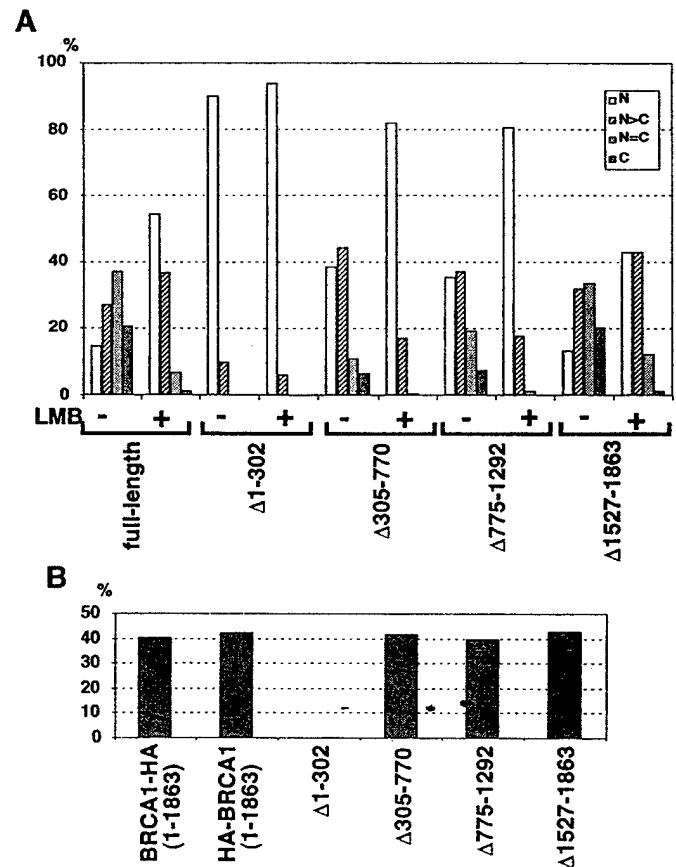 A
%
100
80
60
40
20
0
N
N>C
N=C
C
LMB - + - + - + - + - +
full-length
Δ1-302
Δ305-770
Δ775-1292
Δ1527-1863
B
%
50
40
30
20
10
0
BRCA1-HA
(1-1863)
HA-BRCA1
(1-1863)
Δ1-302
Δ305-770
Δ775-1292
Δ1527-1863